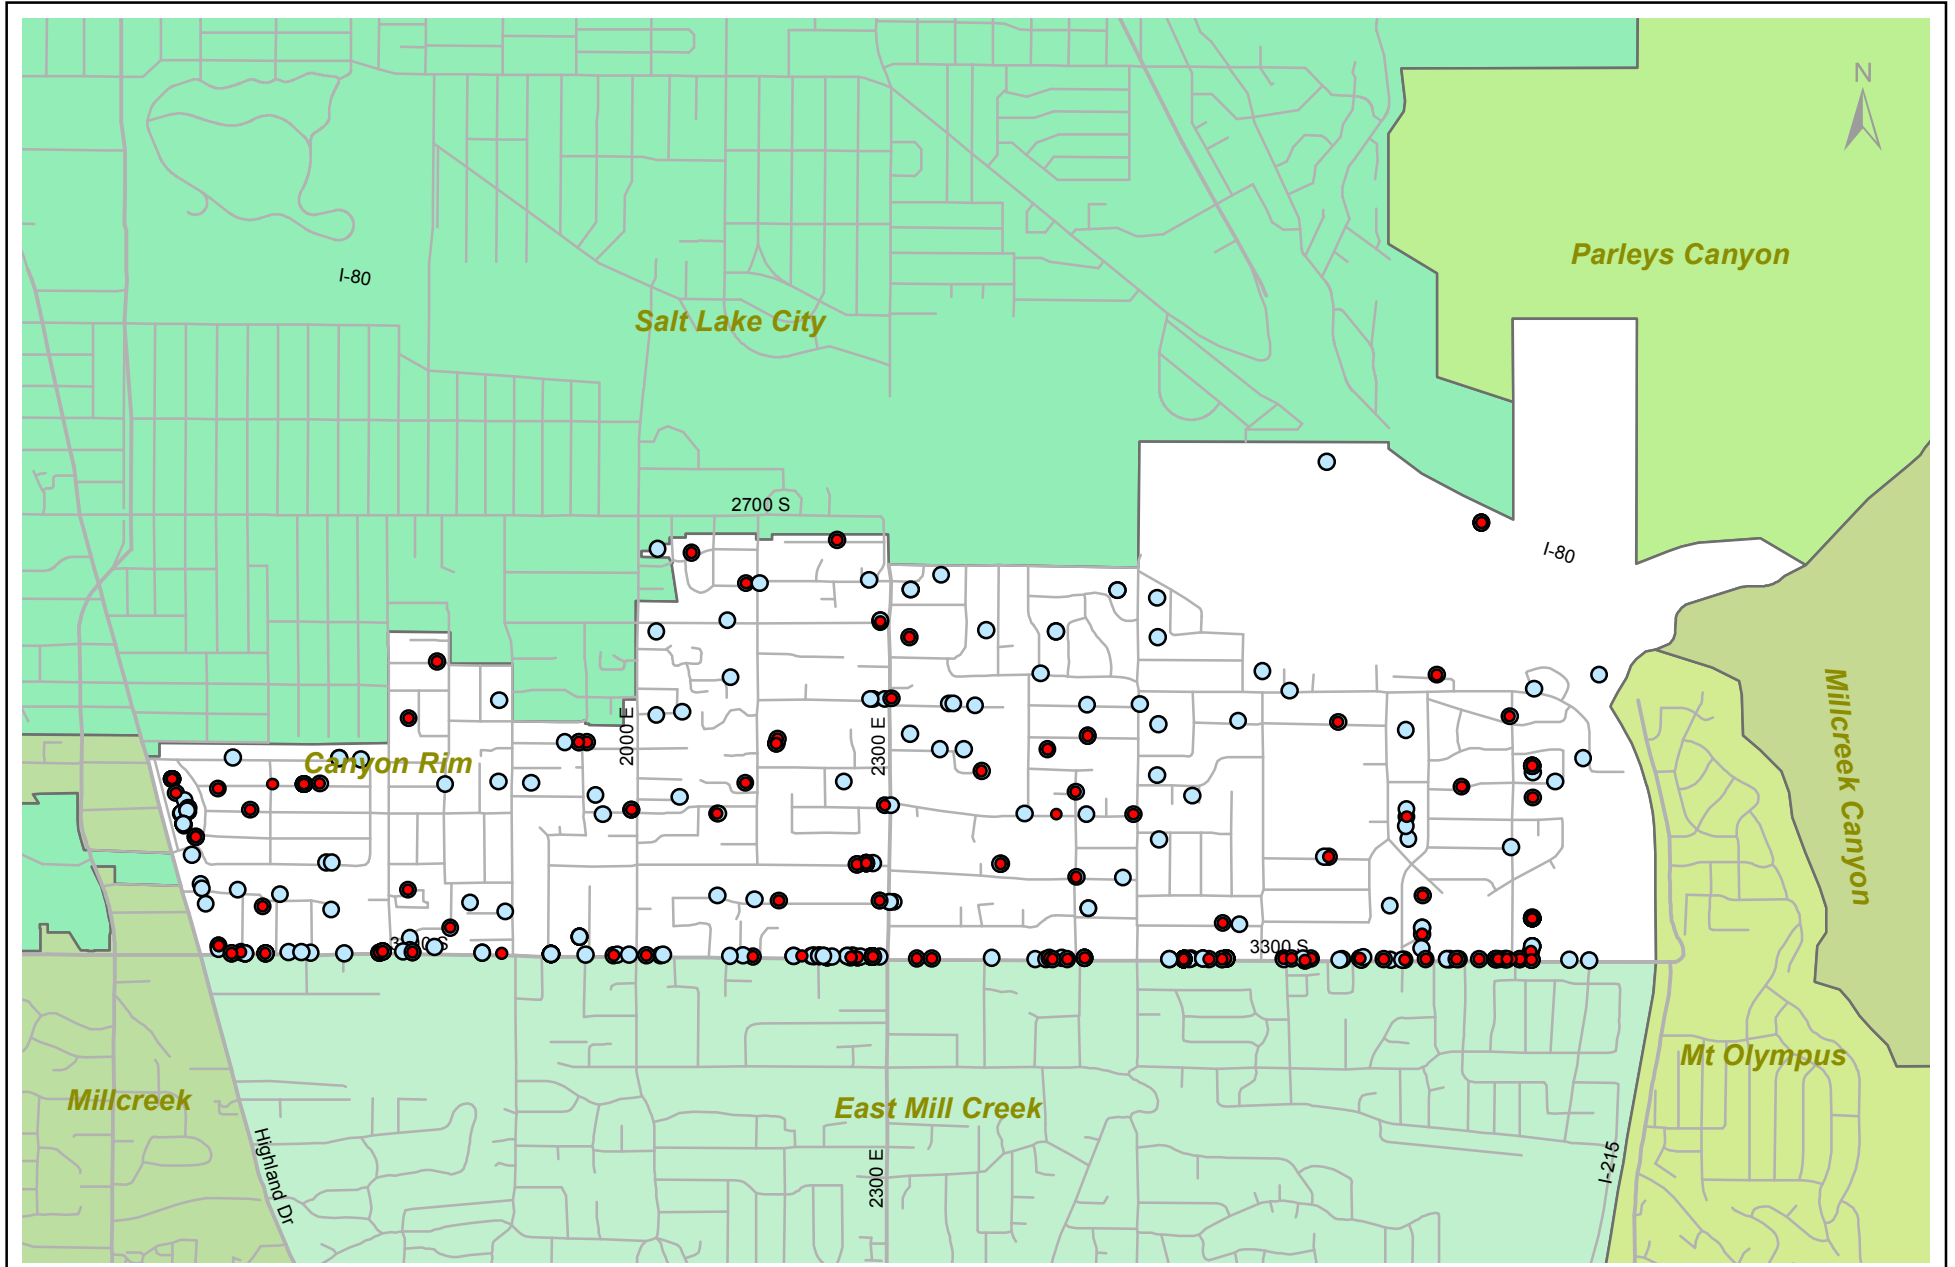 N
Parleys Canyon
I-80
Salt Lake City
2700 S
I-80
2000 E
2300 E
Canyon Rim
Millcreek Canyon
3300 S
3300 S
Mt Olympus
Millcreek
East Mill Creek
Highland Dr
2300 E
I-215